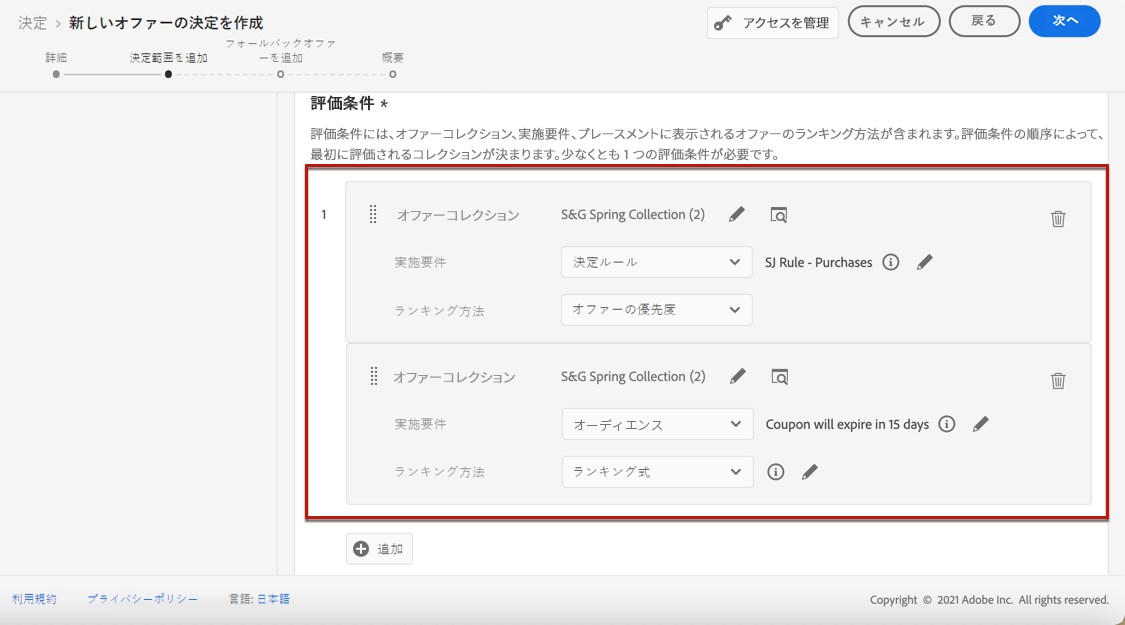 決定 > 新しいオファーの決定を作成
アクセスを管理
キャンセル
戻る
次へ
詳細
決定範囲を追加
フォールバックオファ
ーを追加
概要
評価条件 *
評価条件には、オファーコレクション、実施要件、プレースメントに表示されるオファーのランキング方法が含まれます。評価条件の順序によって、
最初に評価されるコレクションが決まります。少なくとも 1 つの評価条件が必要です。
1
オファーコレクション S&G Spring Collection (2)
実施要件 決定ルール SJ Rule - Purchases
ランキング方法 オファーの優先度
オファーコレクション S&G Spring Collection (2)
実施要件 オーディエンス Coupon will expire in 15 days
ランキング方法 ランキング式
追加
利用規約 プライバシーポリシー 言語: 日本語 Copyright © 2021 Adobe Inc. All rights reserved.